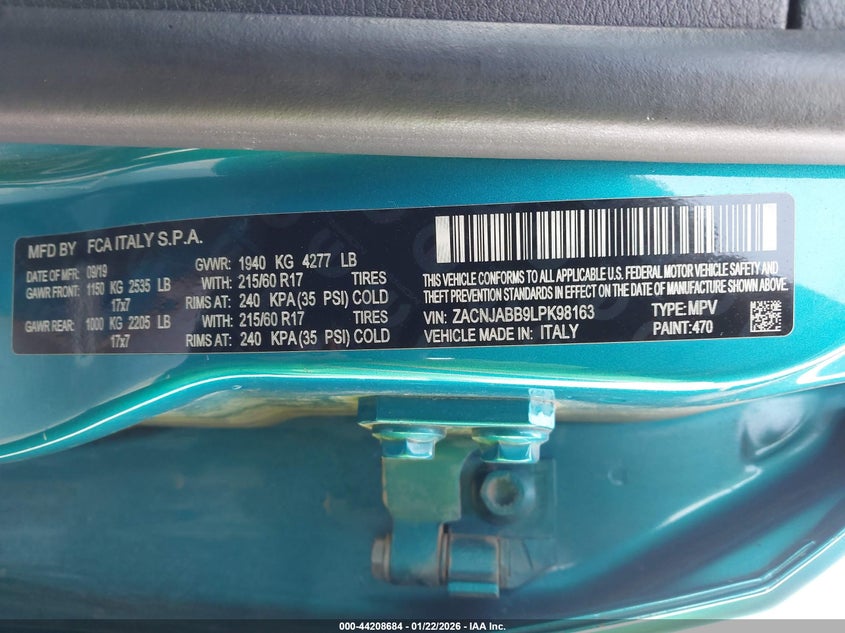 MFD BY FCA ITALY S.P.A.
DATE OF MFR: 09/19 GVWR: 1940 KG 4277 LB
GAWR FRONT: 1150 KG 2535 LB WITH: 215/60 R17 TIRES
17x7 RIMS AT: 240 KPA (35 PSI) COLD
GAWR REAR: 1000 KG 2205 LB WITH: 215/60 R17 TIRES
17x7 RIMS AT: 240 KPA (35 PSI) COLD
THIS VEHICLE CONFORMS TO ALL APPLICABLE U.S. FEDERAL MOTOR VEHICLE SAFETY AND
THEFT PREVENTION STANDARDS IN EFFECT ON THE DATE OF MANUFACTURE SHOWN ABOVE.
VIN: ZACNJABB9LPK98163 TYPE: MPV
VEHICLE MADE IN: ITALY PAINT: 470
000-44208684 - 01/22/2026 - IAA Inc.